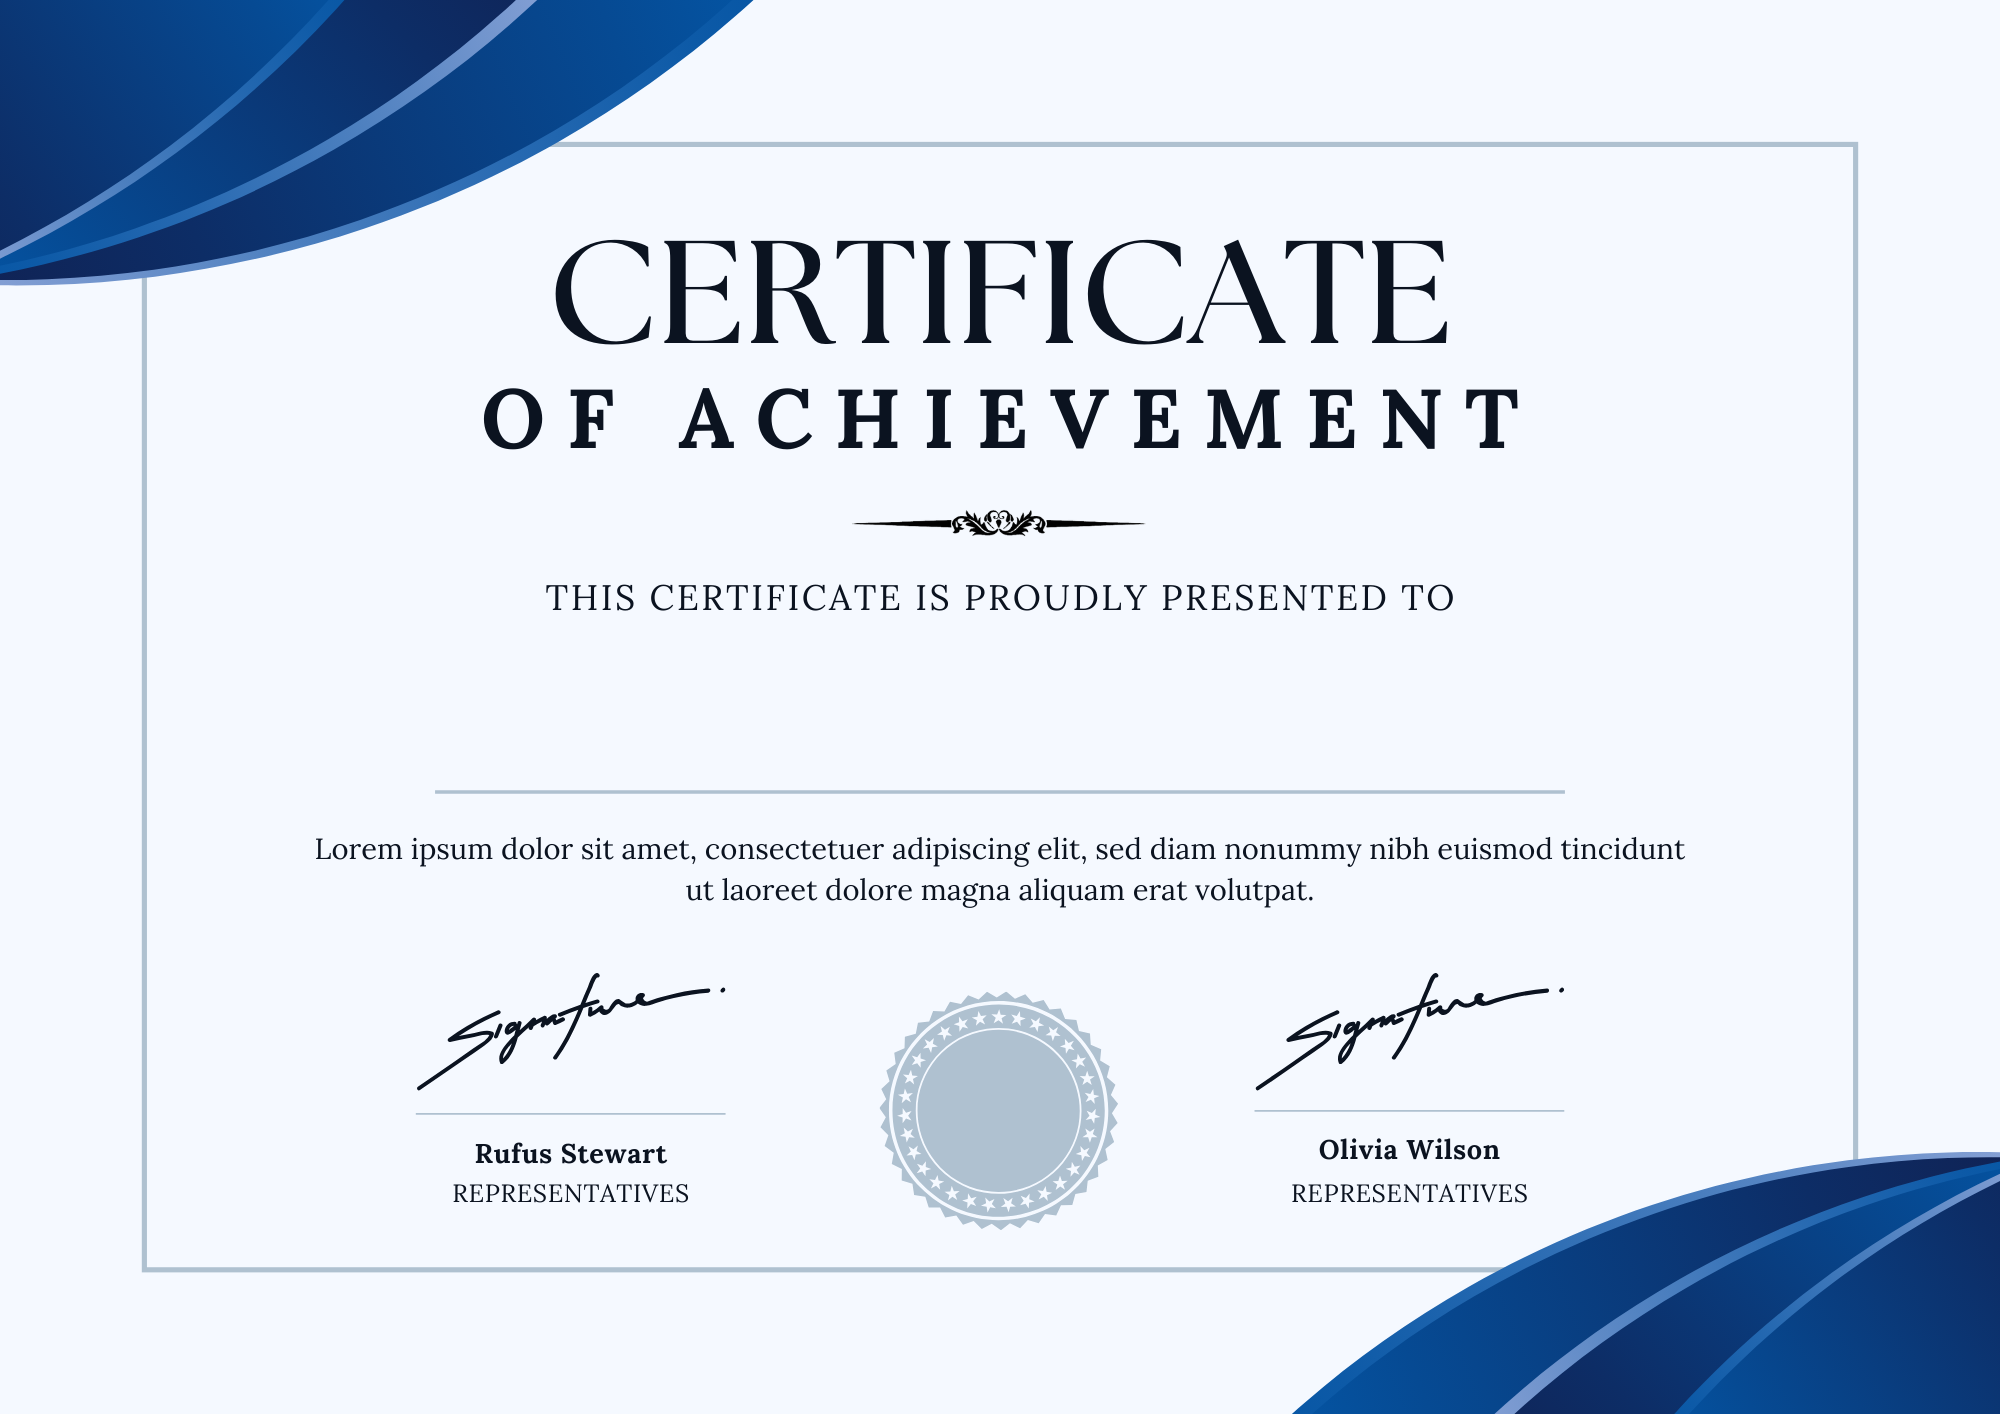 CERTIFICATE
OF ACHIEVEMENT
THIS CERTIFICATE IS PROUDLY PRESENTED TO
Lorem ipsum dolor sit amet, consectetuer adipiscing elit, sed diam nonummy nibh euismod tincidunt
ut laoreet dolore magna aliquam erat volutpat.
Signature Signature
Rufus Stewart Olivia Wilson
REPRESENTATIVES REPRESENTATIVES